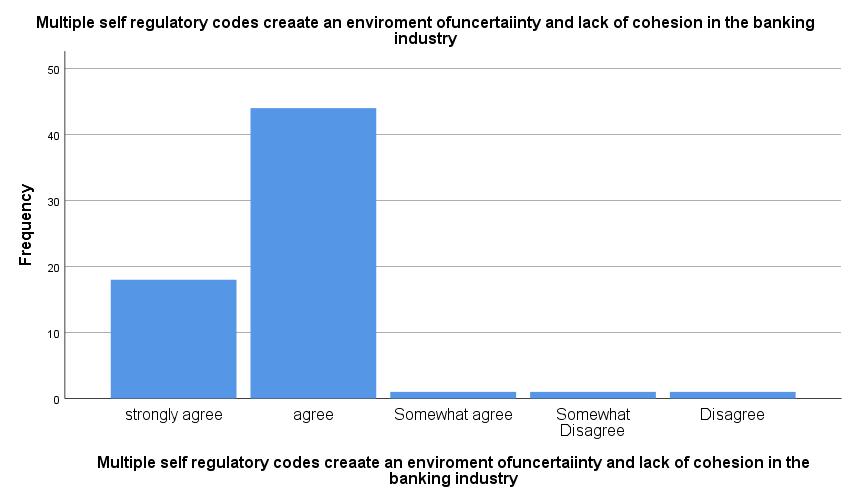 Multiple self regulatory codes creaate an enviroment ofuncertaiinty and lack of cohesion in the banking
industry
50
40
30
20
10
0
Frequency
strongly agree
agree
Somewhat agree
Somewhat
Disagree
Disagree
Multiple self regulatory codes creaate an enviroment ofuncertaiinty and lack of cohesion in the
banking industry